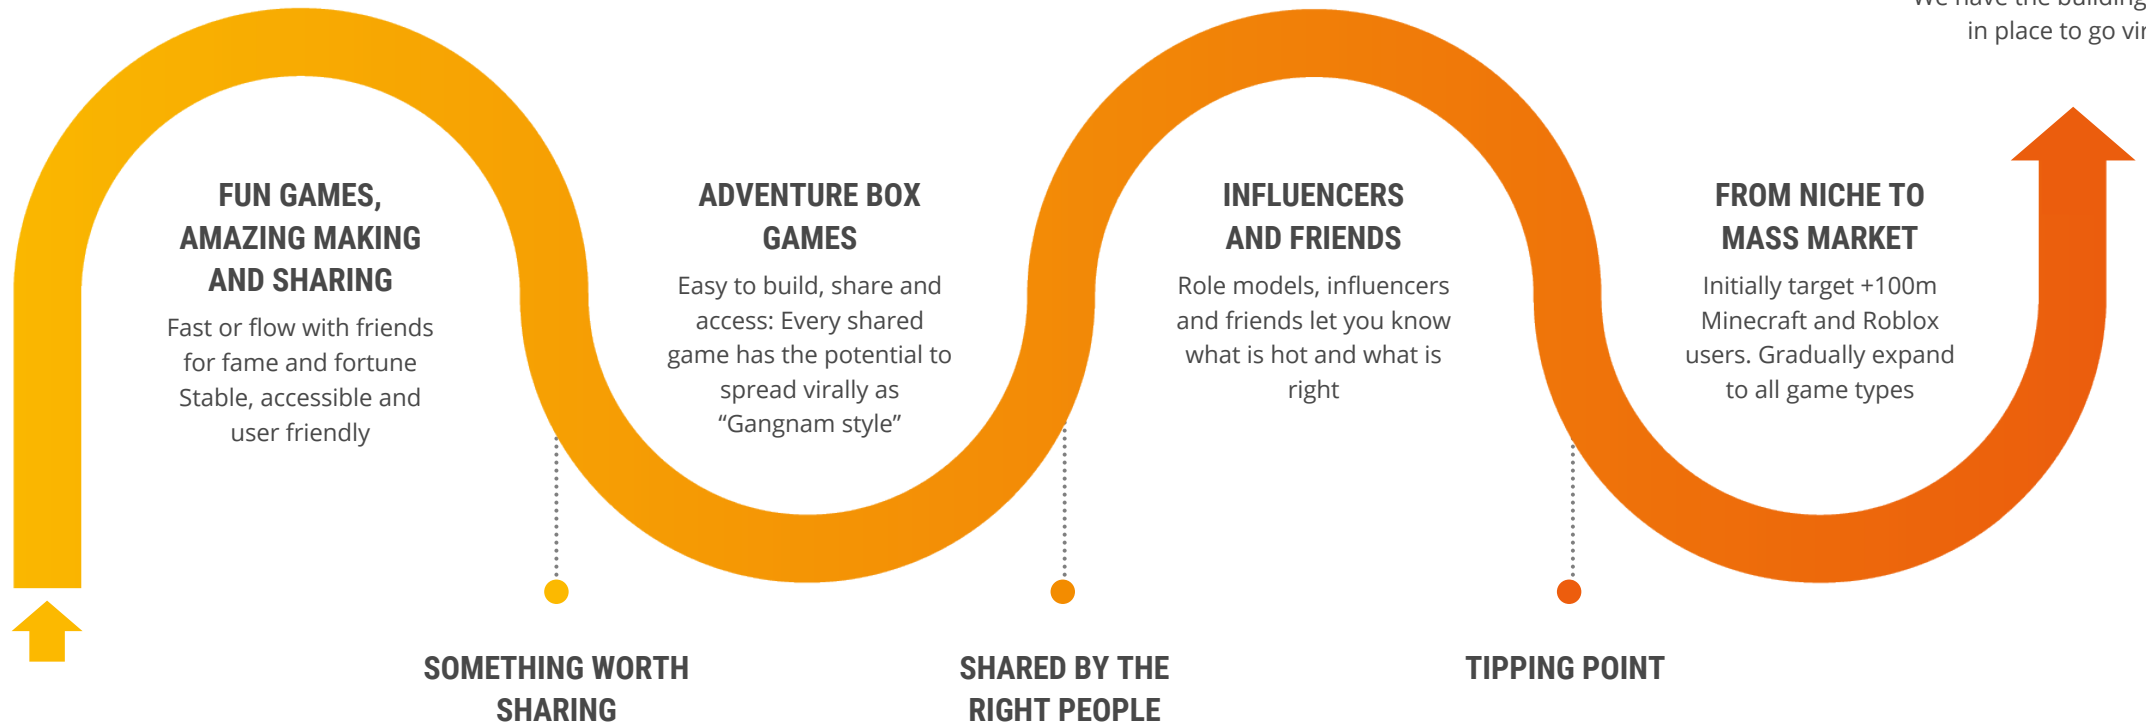 We have the building
in place to go
FUN GAMES,
AMAZING MAKING
AND SHARING
Fast or flow with friends
for fame and fortune
Stable, accessible and
user friendly
ADVENTURE BOX
GAMES
Easy to build, share and
access: Every shared
game has the potential to
spread virally as
“Gangnam style”
INFLUENCERS
AND FRIENDS
Role models, influencers
and friends let you know
what is hot and what is
right
FROM NICHE TO
MASS MARKET
Initially target +100m
Minecraft and Roblox
users. Gradually expand
to all game types
SOMETHING WORTH
SHARING
SHARED BY THE
RIGHT PEOPLE
TIPPING POINT